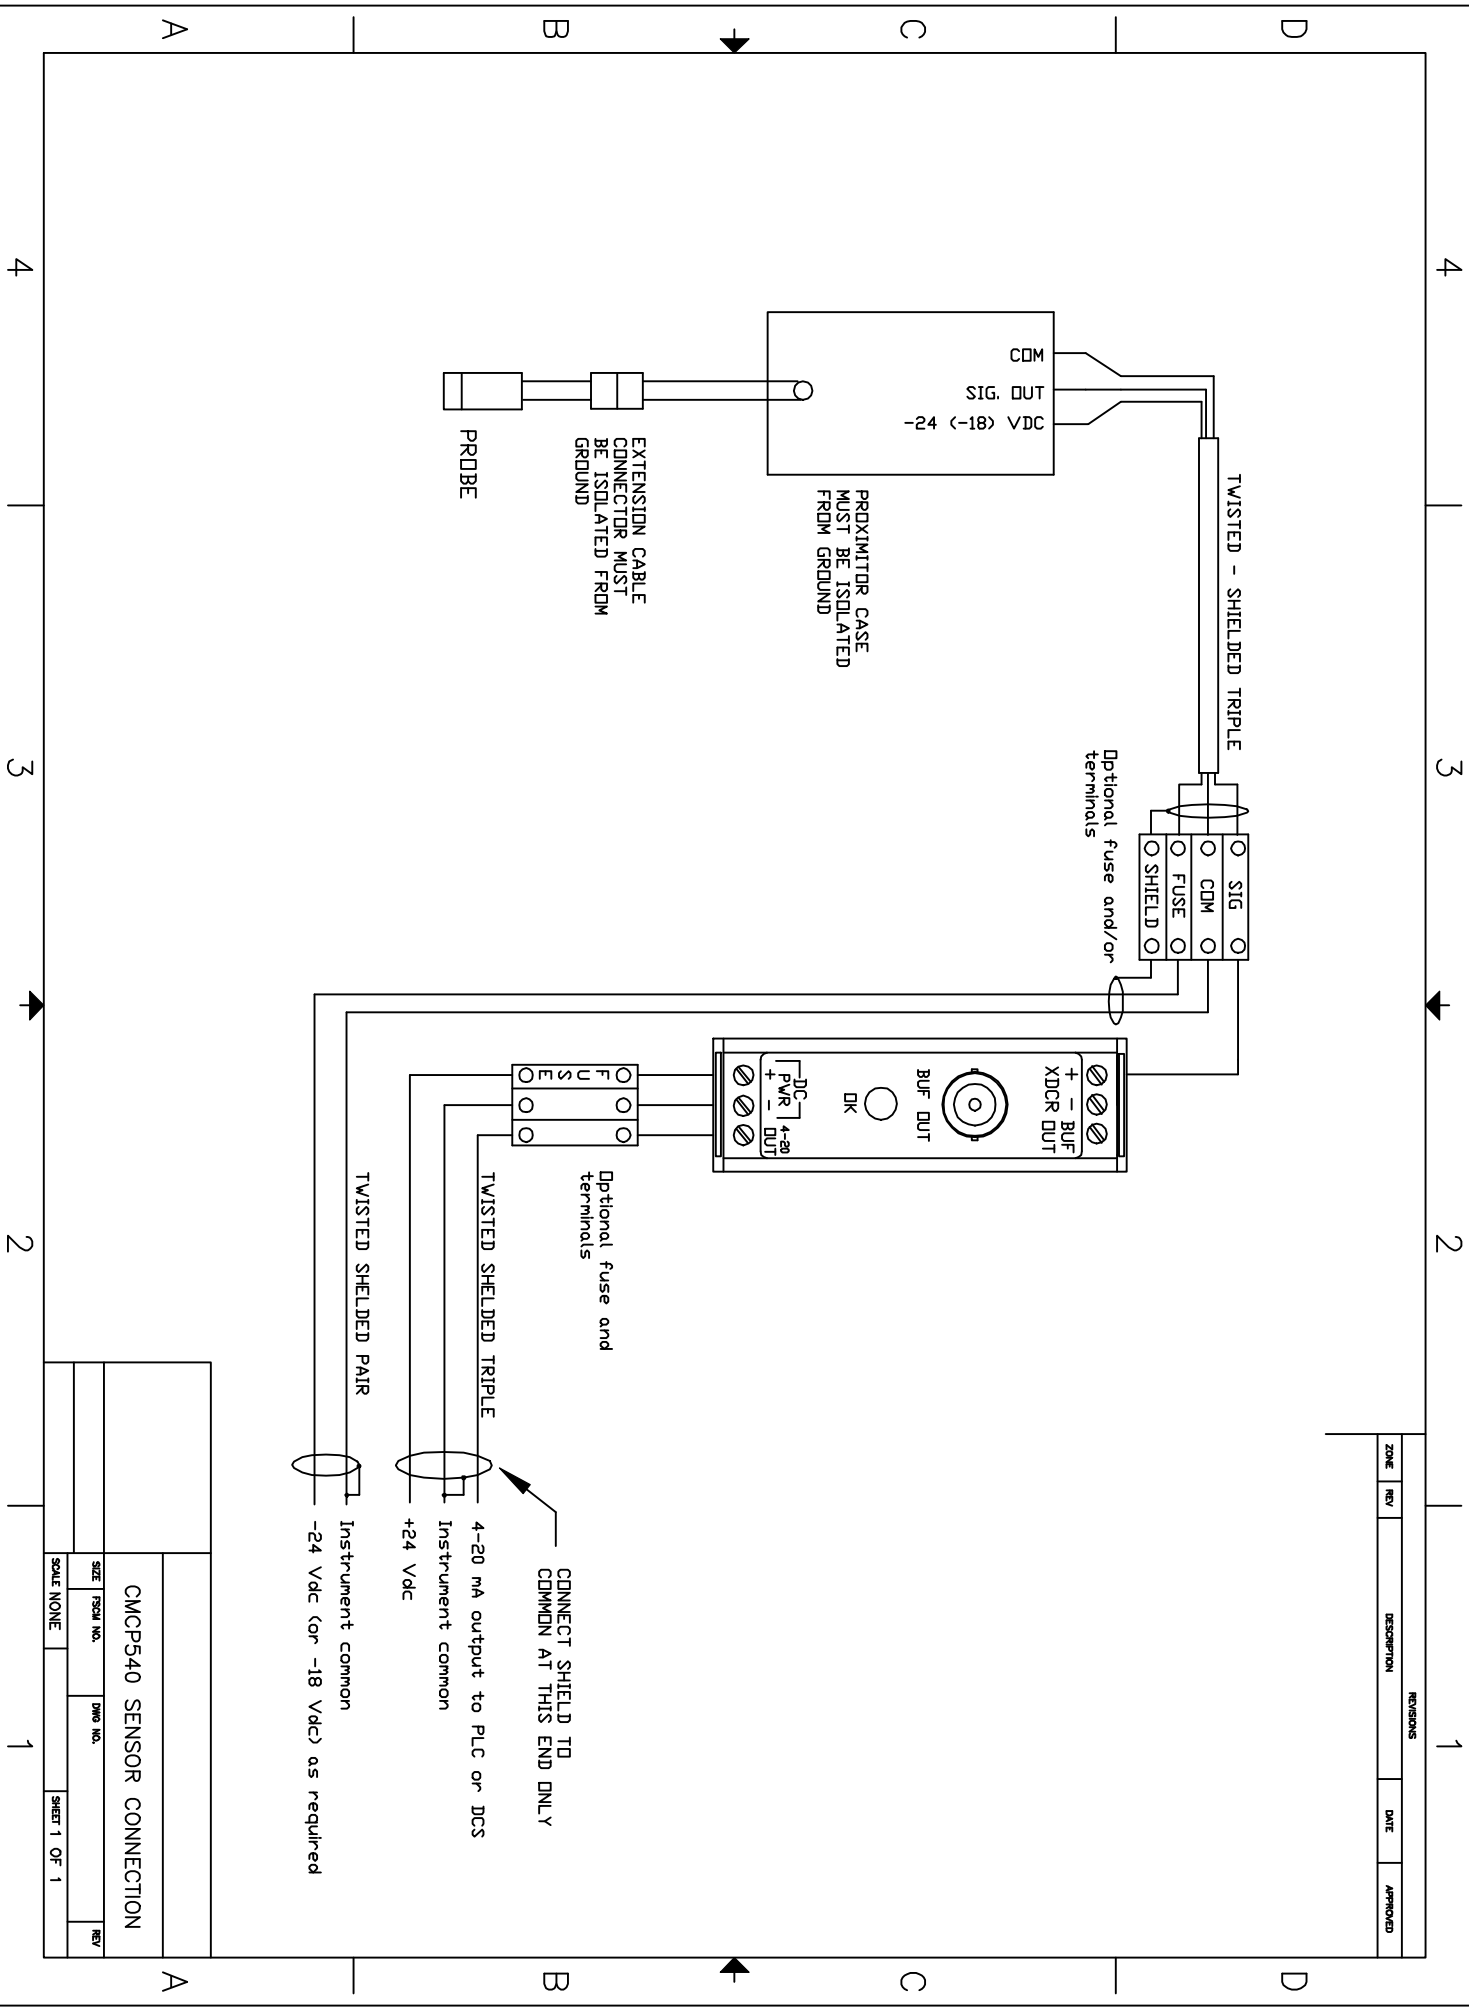 4
3
2
1
D
D
C
C
B
B
A
A
4
3
2
1
REVISIONS
ZONE
REV
DESCRIPTION
DATE
APPROVED
TWISTED - SHIELDED TRIPLE
COM
SIG. OUT
-24 (-18) VDC
PROXIMITOR CASE
MUST BE ISOLATED
FROM GROUND
EXTENSION CABLE
CONNECTOR MUST
BE ISOLATED FROM
GROUND
PROBE
SIG
COM
FUSE
SHIELD
Optional fuse and/or
terminals
+ - BUF
XDCR OUT
BUF OUT
OK
DC
PWR
+ -
4-20
OUT
FUSE
Optional fuse and
terminals
TWISTED SHELDED TRIPLE
TWISTED SHELDED PAIR
CONNECT SHIELD TO
COMMON AT THIS END ONLY
4-20 mA output to PLC or DCS
Instrument common
+24 Vdc
Instrument common
-24 Vdc (or -18 Vdc) as required
CMCP540 SENSOR CONNECTION
SIZE
FSCM NO.
DWG NO.
REV
SCALE NONE
SHEET 1 OF 1